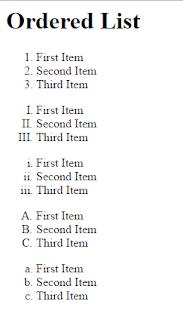 Ordered List
1. First Item
2. Second Item
3. Third Item
I. First Item
II. Second Item
III. Third Item
i. First Item
ii. Second Item
iii. Third Item
A. First Item
B. Second Item
C. Third Item
a. First Item
b. Second Item
c. Third Item